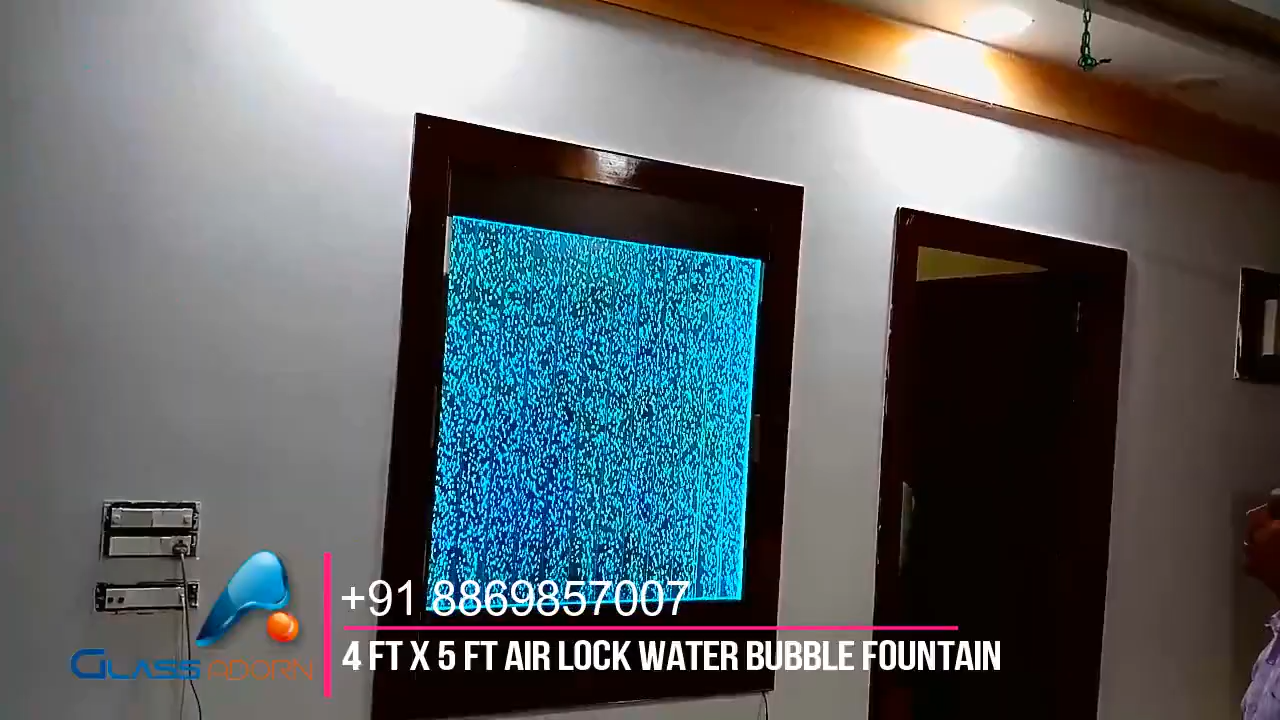 +91 8869857007
4 FT X 5 FT AIR LOCK WATER BUBBLE FOUNTAIN
GLASS ADORN